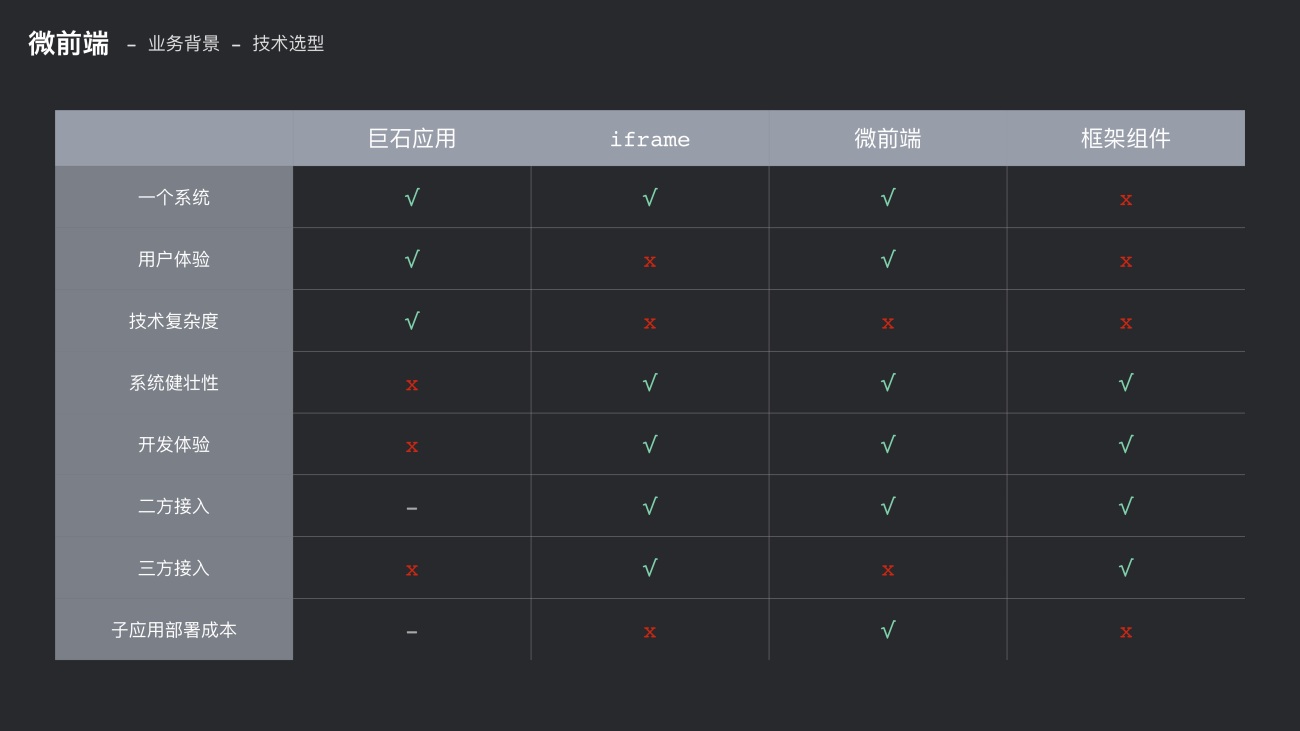 微前端 – 业务背景 – 技术选型
巨石应用 iframe 微前端 框架组件
一个系统 √ √ √ x
用户体验 √ x √ x
技术复杂度 √ x x x
系统健壮性 x √ √ √
开发体验 x √ √ √
二方接入 – √ √ √
三方接入 x √ x √
子应用部署成本 – x √ x